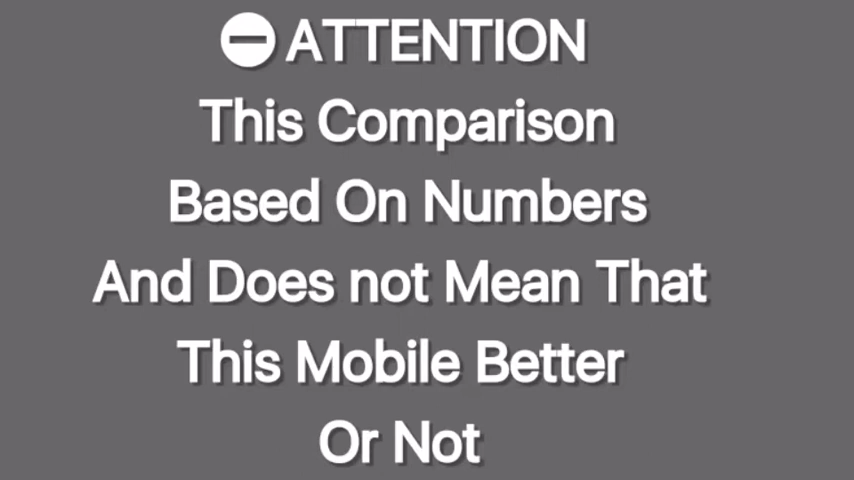 ATTENTION
This Comparison
Based On Numbers
And Does not Mean That
This Mobile Better
Or Not